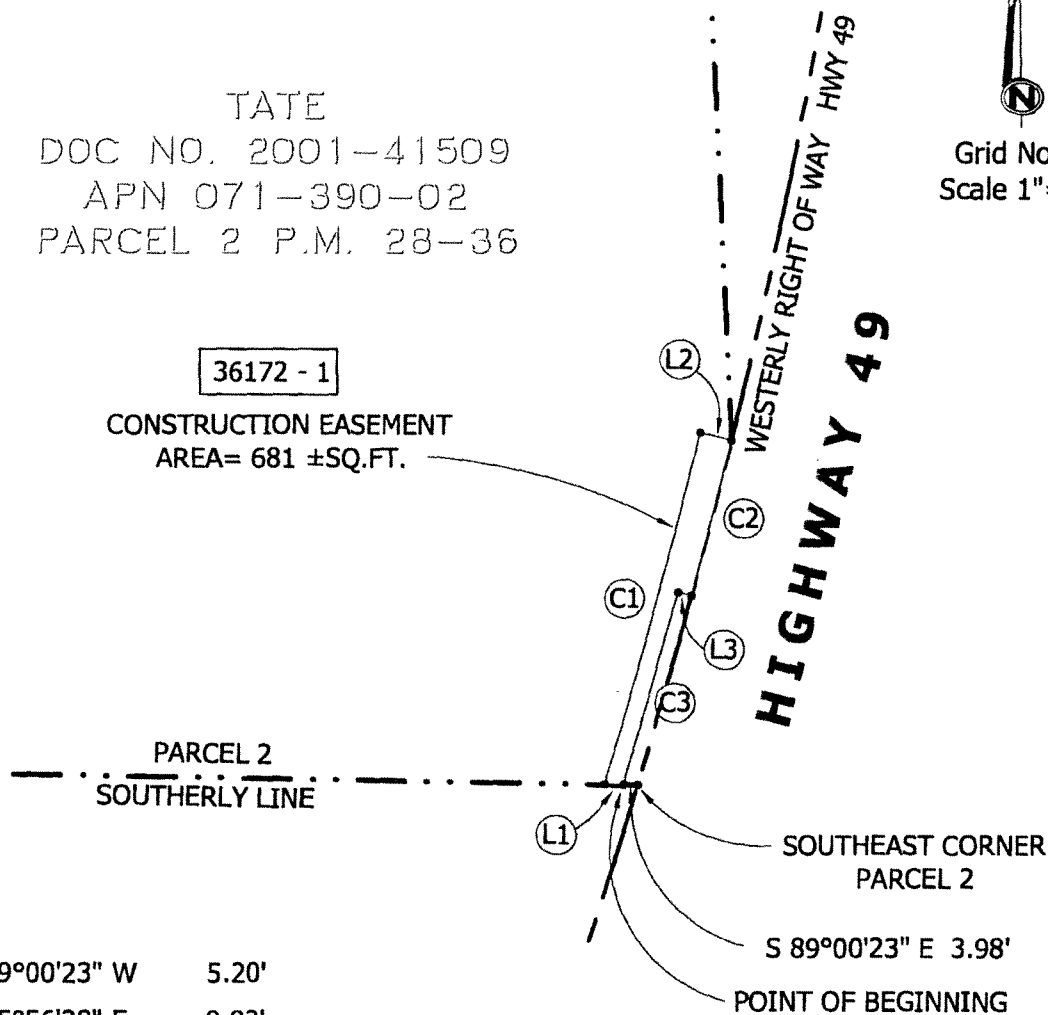 TATE
DOC NO. 2001-41509
APN 071-390-02
PARCEL 2 P.M. 28-36
N
Grid No
Scale 1"=
WESTERLY RIGHT OF WAY HWY 49
HIGHWAY 49
36172 - 1
CONSTRUCTION EASEMENT
AREA= 681 ±SQ.FT.
L2
C2
C1
L3
C3
PARCEL 2
SOUTHERLY LINE
L1
SOUTHEAST CORNER
PARCEL 2
S 89°00'23" E 3.98'
POINT OF BEGINNING
9°00'23" W 5.20'